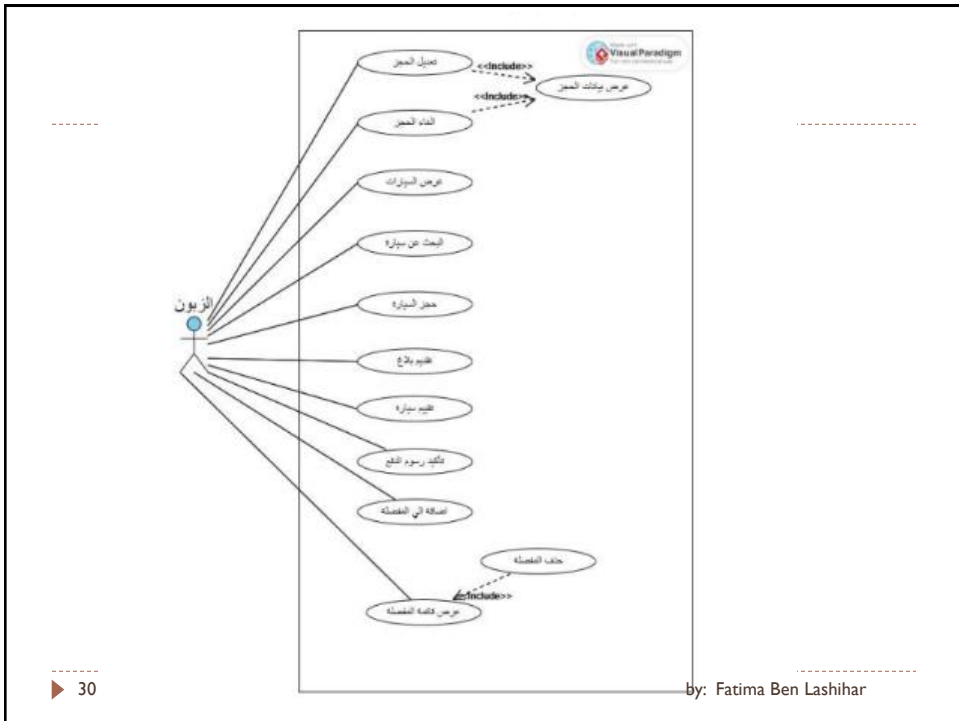 Visual Paradigm
تعديل الحجز
<<Include>>
عرض بيانات الحجز
<<Include>>
الغاء الحجز
عرض السيارات
البحث عن سيارة
الزبون
حجز السيارة
تقديم بلاغ
تقييم سيارة
تأكيد رسوم الدفع
اضافه الي المفضله
حذف المفضلة
<<Include>>
عرض قائمة المفضلة
30
by: Fatima Ben Lashihar